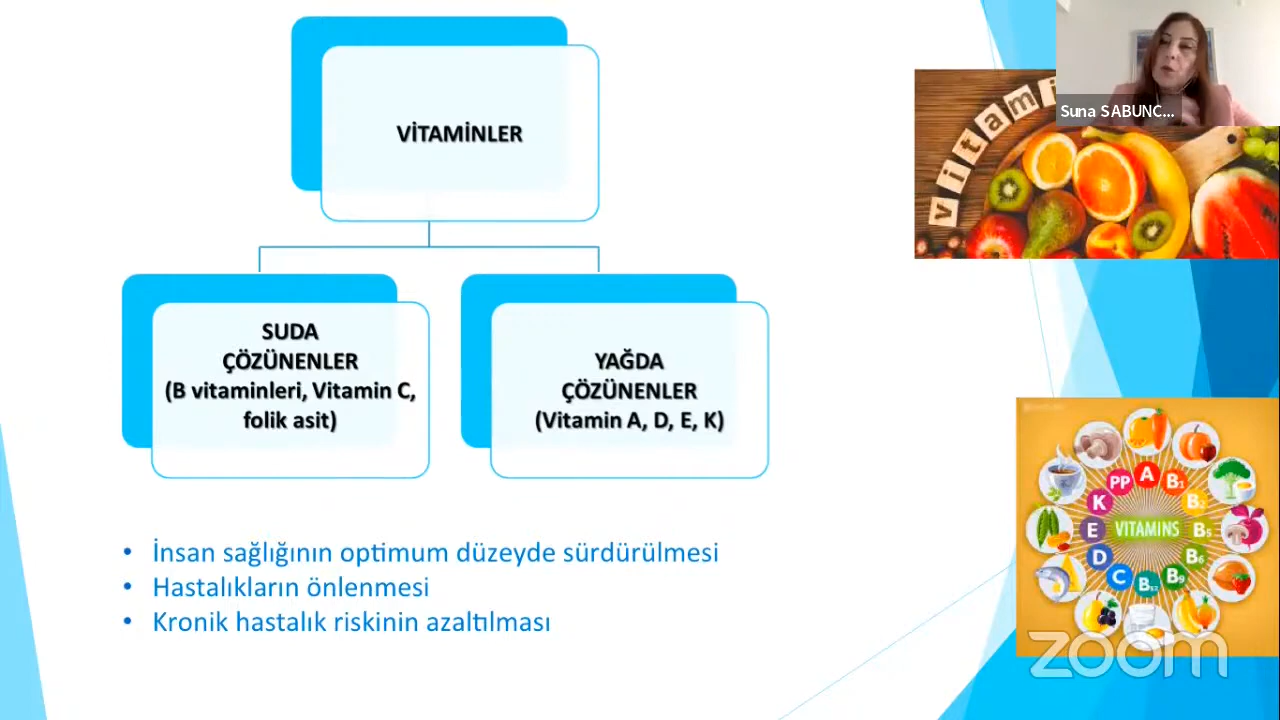 VİTAMİNLER
SUDA
ÇÖZÜNENLER
(B vitaminleri, Vitamin C,
folik asit)
YAĞDA
ÇÖZÜNENLER
(Vitamin A, D, E, K)
• İnsan sağlığının optimum düzeyde sürdürülmesi
• Hastalıkların önlenmesi
• Kronik hastalık riskinin azaltılması
Suna SABUNC...
vitami
VITAMINS
A
B1
B2
B5
B6
B9
B12
C
D
E
K
PP
zoom